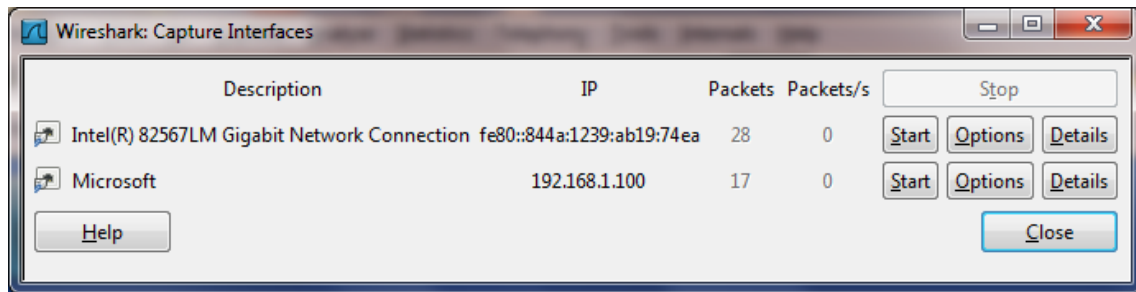 Wireshark: Capture Interfaces
Description IP Packets Packets/s Stop
Intel(R) 82567LM Gigabit Network Connection fe80::844a:1239:ab19:74ea 28 0 Start Options Details
Microsoft 192.168.1.100 17 0 Start Options Details
Help Close